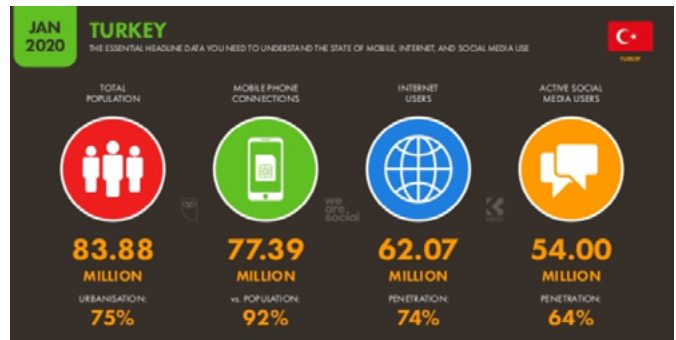 JAN
2020
TURKEY
THE ESSENTIAL HEADLINE DATA YOU NEED TO UNDERSTAND THE STATE OF MOBILE, INTERNET, AND SOCIAL MEDIA USE
TURKEY
TOTAL
POPULATION
MOBILE PHONE
CONNECTIONS
INTERNET
USERS
ACTIVE SOCIAL
MEDIA USERS
we
are
social
83.88
MILLION
77.39
MILLION
62.07
MILLION
54.00
MILLION
URBANISATION:
75%
vs. POPULATION:
92%
PENETRATION:
74%
PENETRATION:
64%